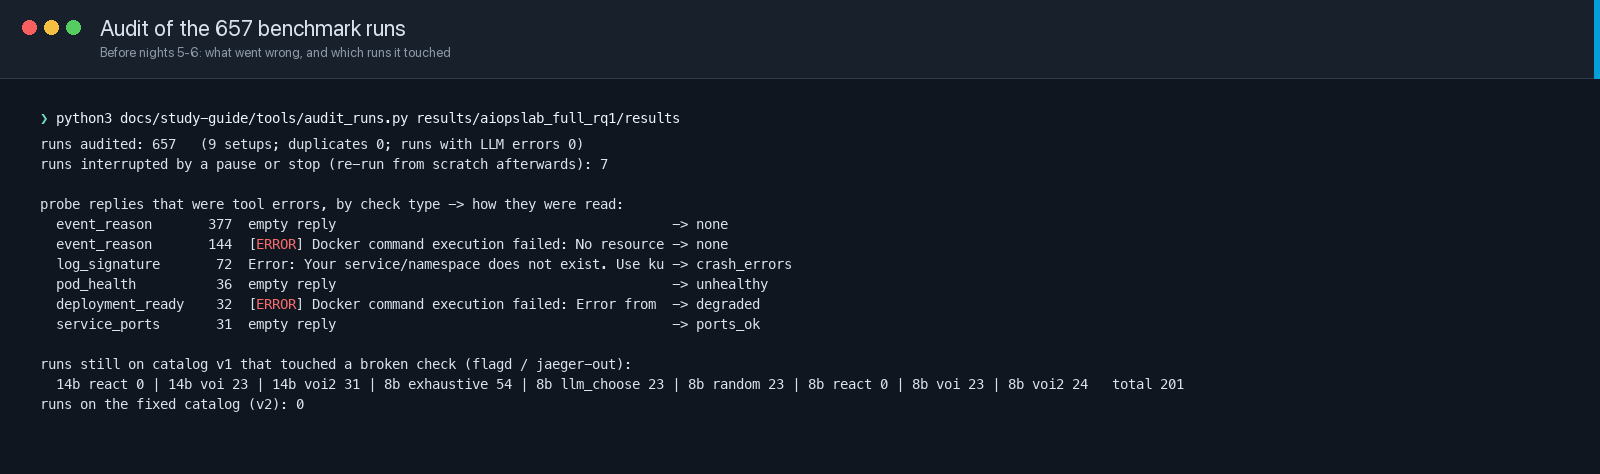 Audit of the 657 benchmark runs
Before nights 5-6: what went wrong, and which runs it touched
❯ python3 docs/study-guide/tools/audit_runs.py results/aiopslab_full_rq1/results
runs audited: 657   (9 setups; duplicates 0; runs with LLM errors 0)
runs interrupted by a pause or stop (re-run from scratch afterwards): 7
probe replies that were tool errors, by check type -> how they were read:
  event_reason       377  empty reply                                         -> none
  event_reason       144  [ERROR] Docker command execution failed: No resource -> none
  log_signature       72  Error: Your service/namespace does not exist. Use ku -> crash_errors
  pod_health          36  empty reply                                         -> unhealthy
  deployment_ready    32  [ERROR] Docker command execution failed: Error from  -> degraded
  service_ports       31  empty reply                                         -> ports_ok
runs still on catalog v1 that touched a broken check (flagd / jaeger-out):
  14b react 0 | 14b voi 23 | 14b voi2 31 | 8b exhaustive 54 | 8b llm_choose 23 | 8b random 23 | 8b react 0 | 8b voi 23 | 8b voi2 24   total 201
runs on the fixed catalog (v2): 0